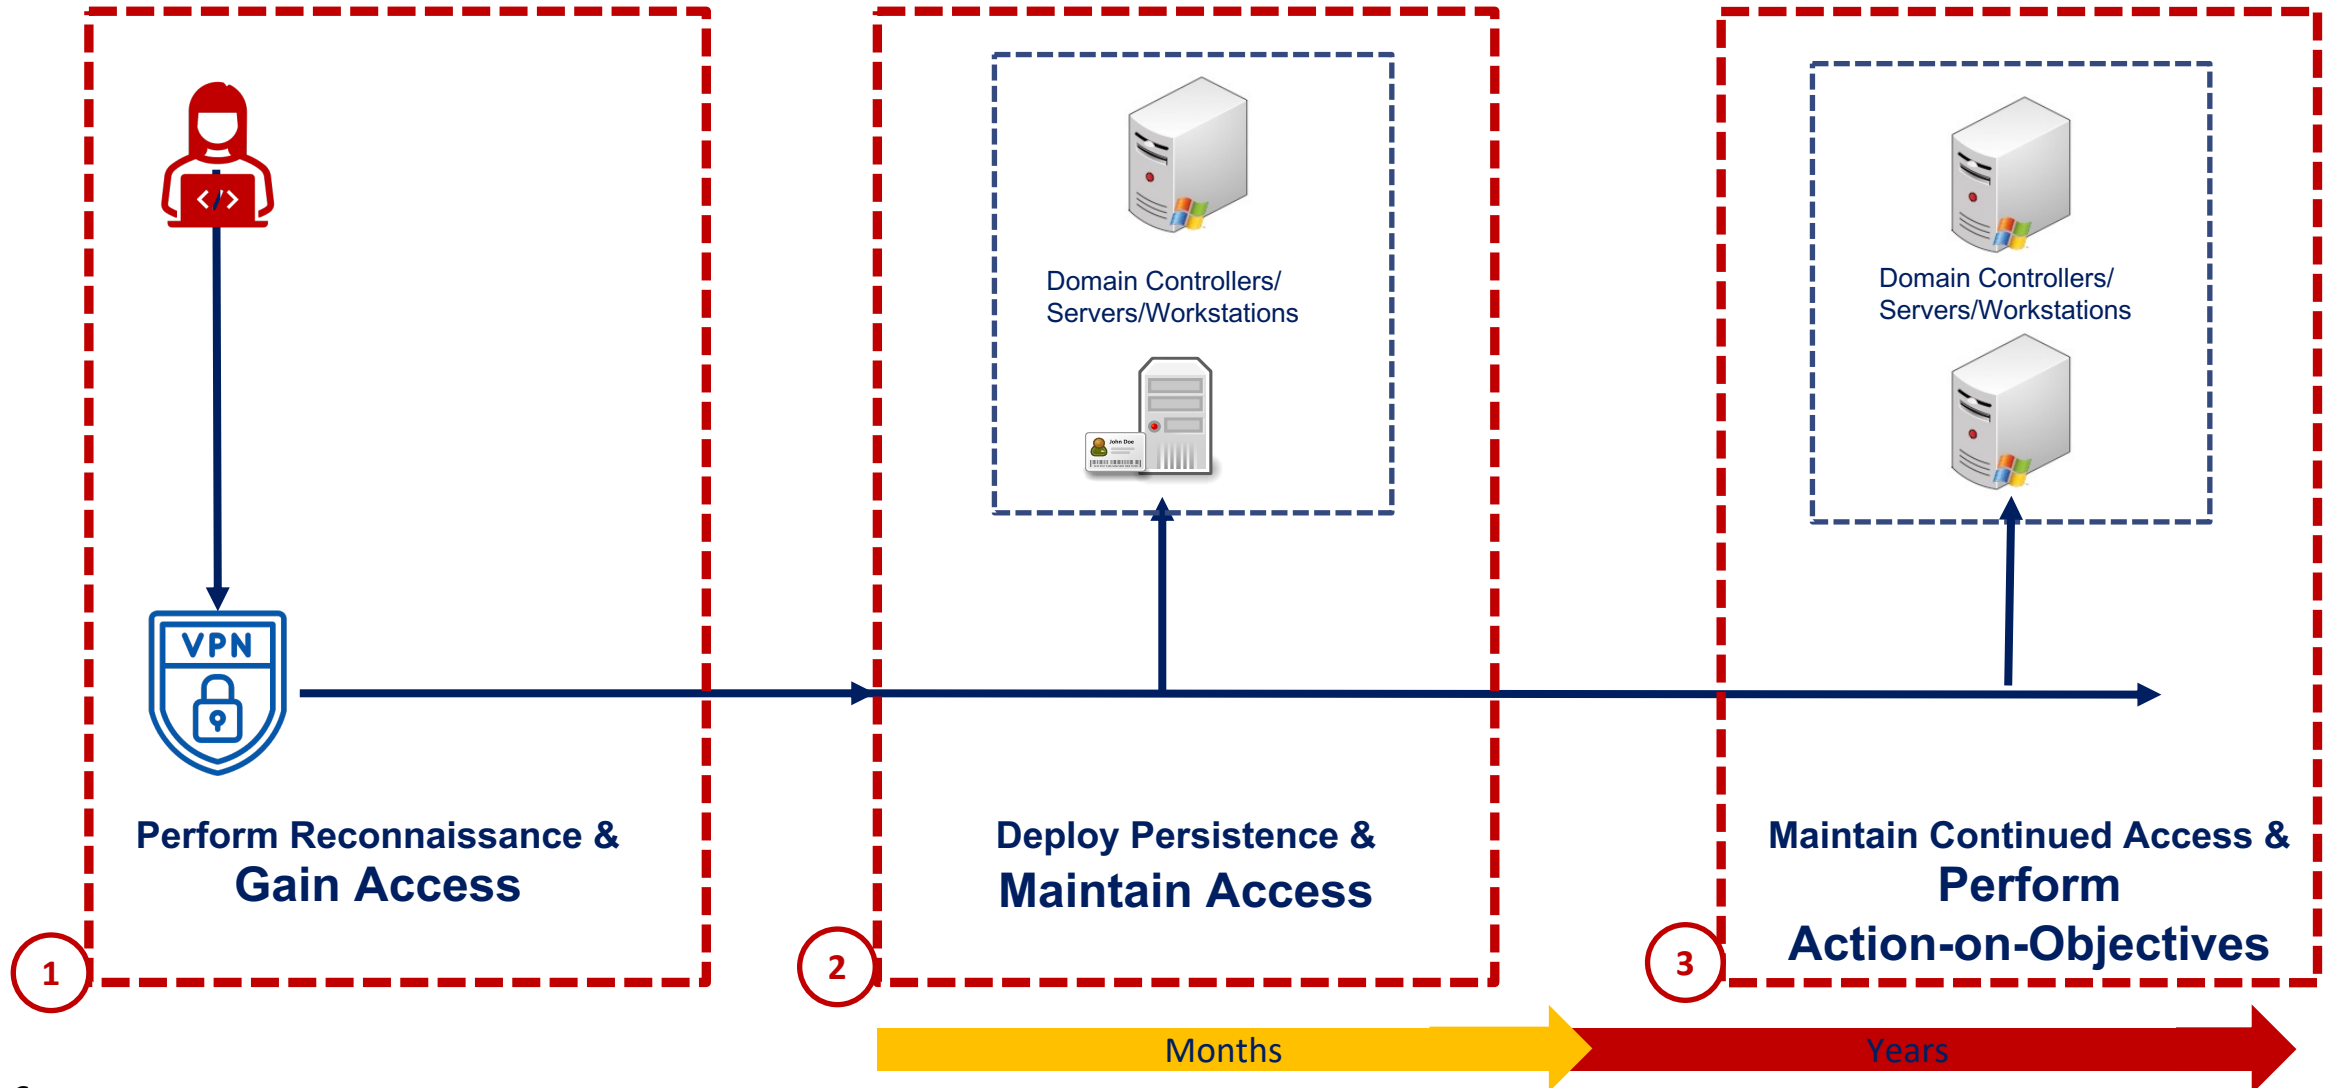 </>
VPN
Perform Reconnaissance &
Gain Access
1
Domain Controllers/
Servers/Workstations
John Doe
Deploy Persistence &
Maintain Access
2
Domain Controllers/
Servers/Workstations
Maintain Continued Access &
Perform
Action-on-Objectives
3
Months
Years